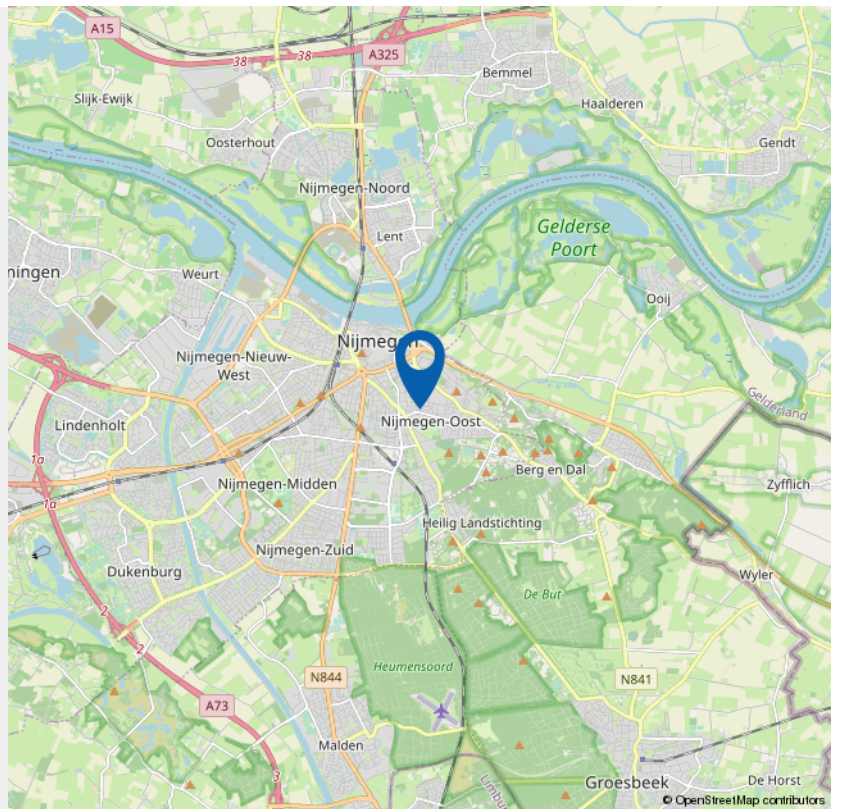 A15
38
38
A325
Bemmel
Slijk-Ewijk
Haalderen
Oosterhout
Gendt
Nijmegen-Noord
Gelderse
Poort
Lent
ningen
Weurt
Ooij
Nijmegen
Nijmegen-Nieuw-
West
Gelderland
Nijmegen-Oost
Lindenholt
1a
Berg en Dal
Nijmegen-Midden
Zyfflich
1a
Heilig Landstichting
Nijmegen-Zuid
Dukenburg
Wyler
De But
2
2
Heumensoord
N844
N841
A73
Malden
3
Groesbeek
De Horst
Limbu
© OpenStreetMap contributors